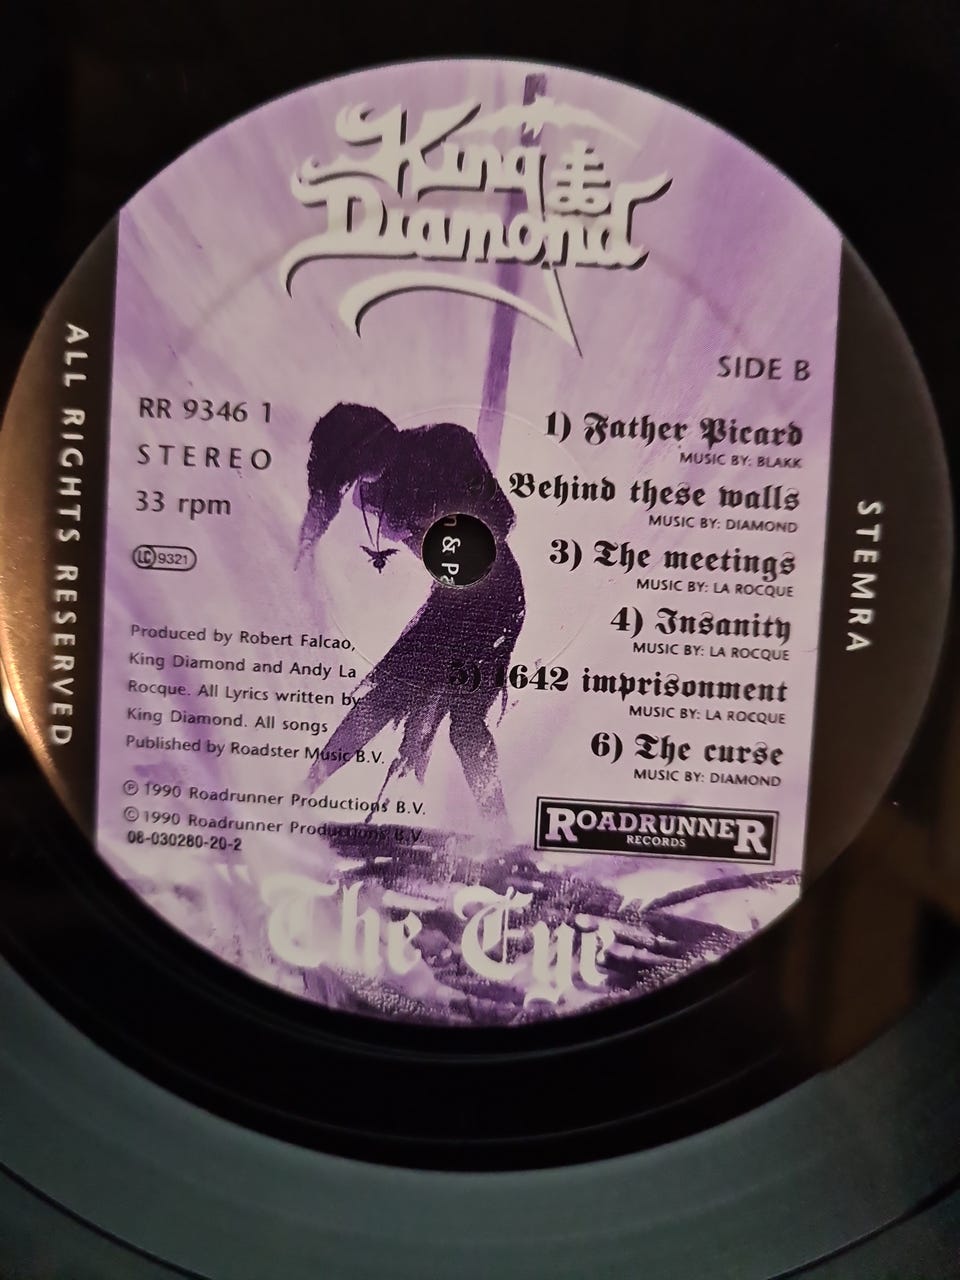 King Diamond
SIDE B
RR 9346 1
STEREO
33 rpm
LC 9321
1) Father Picard
MUSIC BY: BLAKK
2) Behind these walls
MUSIC BY: DIAMOND
3) The meetings
MUSIC BY: LA ROCQUE
4) Insanity
MUSIC BY: LA ROCQUE
5) 1642 imprisonment
MUSIC BY: LA ROCQUE
6) The curse
MUSIC BY: DIAMOND
Produced by Robert Falcao,
King Diamond and Andy La
Rocque. All Lyrics written by
King Diamond. All songs
Published by Roadster Music B.V.
℗ 1990 Roadrunner Productions B.V.
© 1990 Roadrunner Productions B.V.
08-030280-20-2
ROADRUNNER
RECORDS
The Eye
ALL RIGHTS RESERVED
STEMRA
&